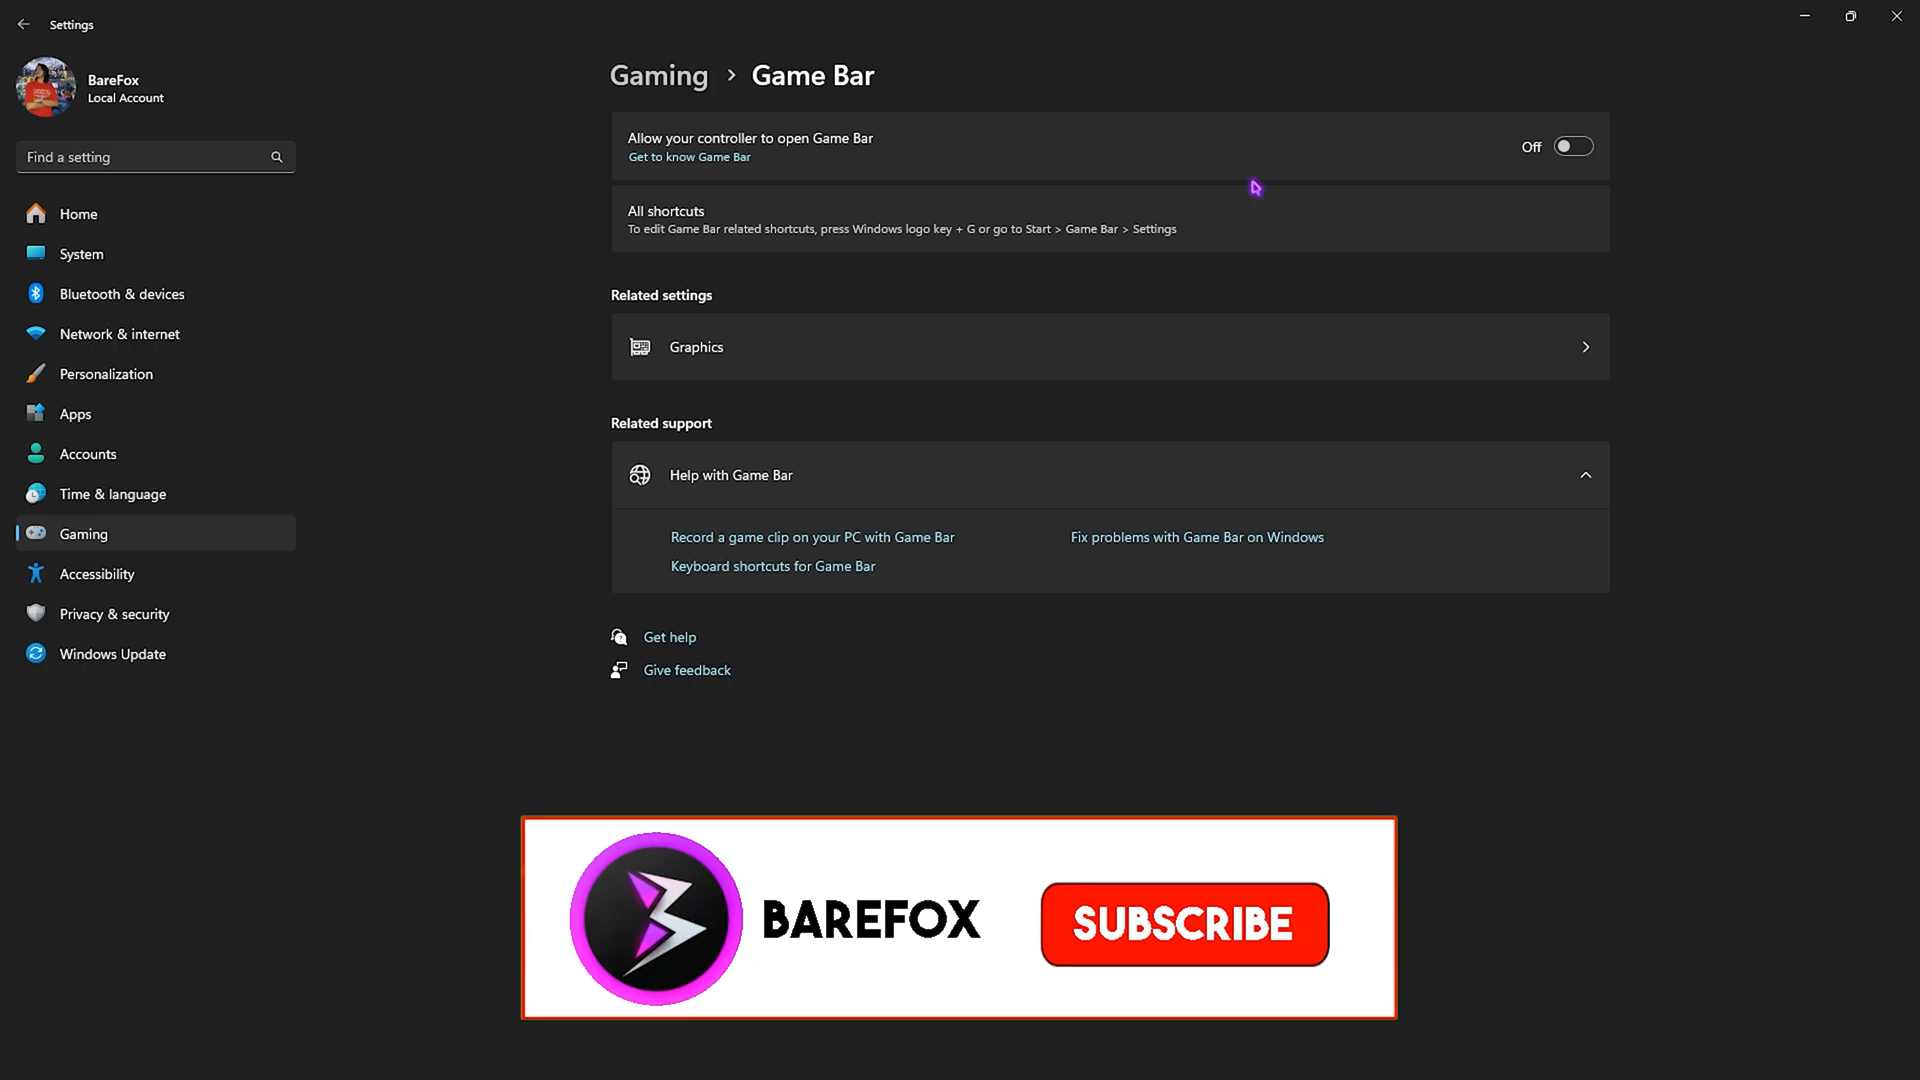 Settings
BareFox
Local Account
Find a setting
Home
System
Bluetooth & devices
Network & internet
Personalization
Apps
Accounts
Time & language
Gaming
Accessibility
Privacy & security
Windows Update
Gaming > Game Bar
Allow your controller to open Game Bar
Get to know Game Bar
Off
All shortcuts
To edit Game Bar related shortcuts, press Windows logo key + G or go to Start > Game Bar > Settings
Related settings
Graphics
Related support
Help with Game Bar
Record a game clip on your PC with Game Bar
Fix problems with Game Bar on Windows
Keyboard shortcuts for Game Bar
Get help
Give feedback
BAREFOX
SUBSCRIBE